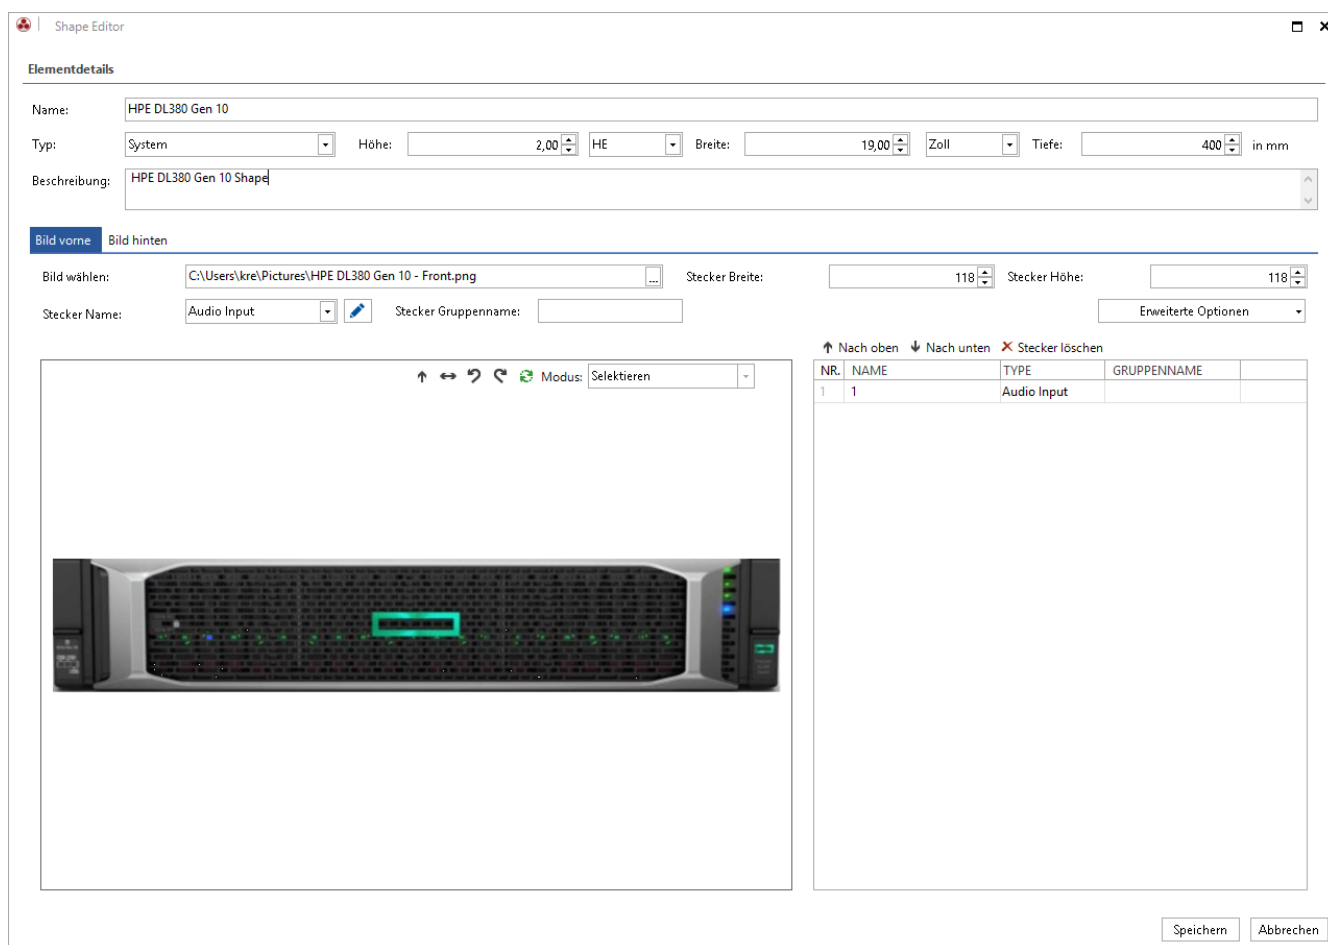 Shape Editor
Elementdetails
Name: HPE DL380 Gen 10
Typ: System Höhe: 2,00 HE Breite: 19,00 Zoll Tiefe: 400 in mm
Beschreibung: HPE DL380 Gen 10 Shape
Bild vorne Bild hinten
Bild wählen: C:\Users\kre\Pictures\HPE DL380 Gen 10 - Front.png ... Stecker Breite: 118 Stecker Höhe: 118
Stecker Name: Audio Input Stecker Gruppenname: Erweiterte Optionen
Nach oben Nach unten Stecker löschen
Modus: Selektieren
NR. NAME TYPE GRUPPENNAME
1 1 Audio Input
Speichern Abbrechen